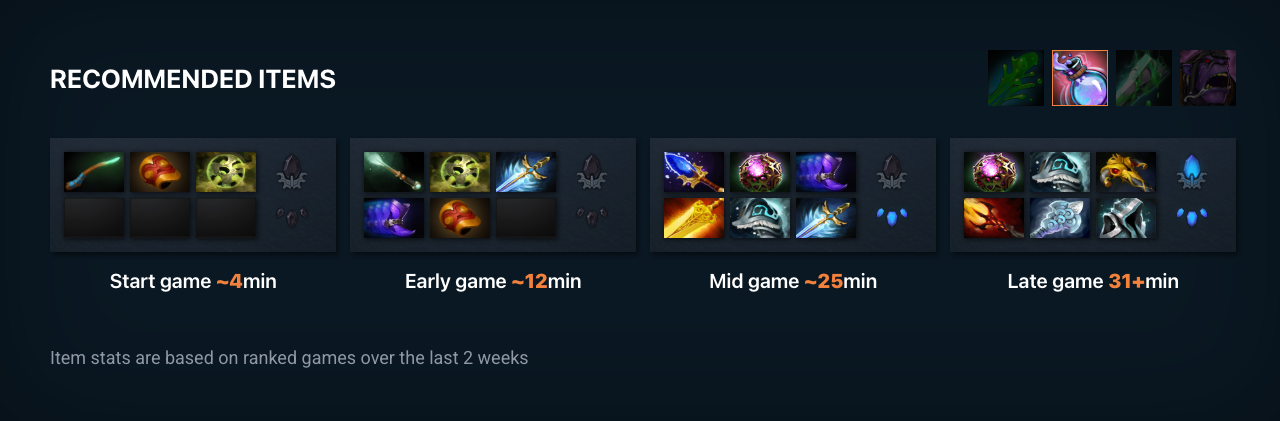 RECOMMENDED ITEMS
Start game ~4min
Early game ~12min
Mid game ~25min
Late game 31+min
Item stats are based on ranked games over the last 2 weeks